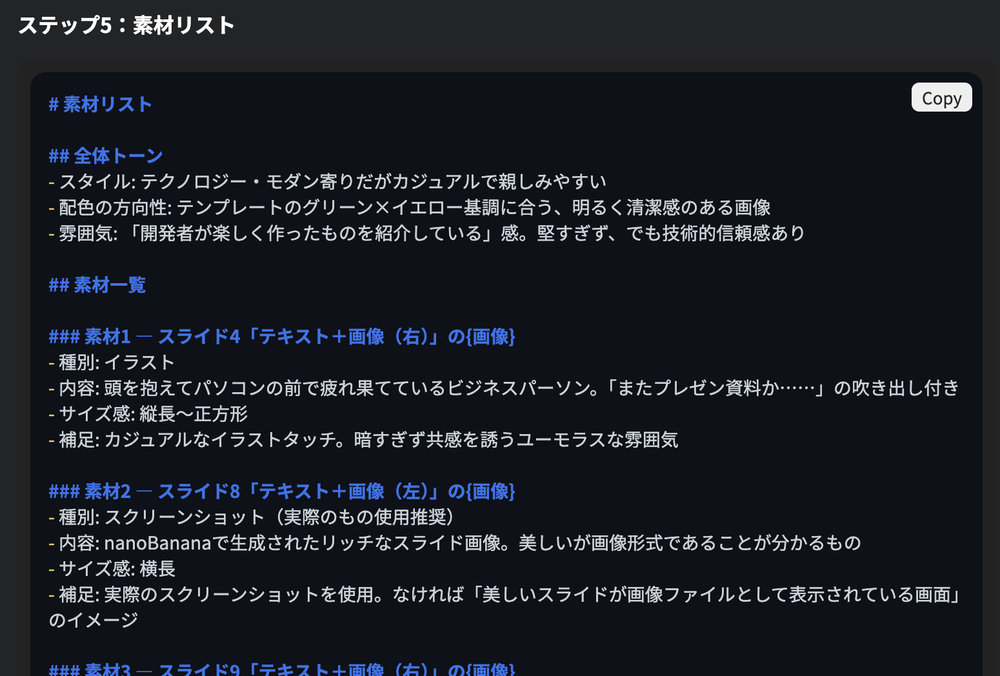 ステップ5：素材リスト
Copy
# 素材リスト
## 全体トーン
- スタイル: テクノロジー・モダン寄りだがカジュアルで親しみやすい
- 配色の方向性: テンプレートのグリーン×イエロー基調に合う、明るく清潔感のある画像
- 雰囲気: 「開発者が楽しく作ったものを紹介している」感。堅すぎず、でも技術的信頼感あり
## 素材一覧
### 素材1 — スライド4「テキスト＋画像（右）」の{画像}
- 種別: イラスト
- 内容: 頭を抱えてパソコンの前で疲れ果てているビジネスパーソン。「またプレゼン資料か……」の吹き出し付き
- サイズ感: 縦長〜正方形
- 補足: カジュアルなイラストタッチ。暗すぎず共感を誘うユーモラスな雰囲気
### 素材2 — スライド8「テキスト＋画像（左）」の{画像}
- 種別: スクリーンショット（実際のもの使用推奨）
- 内容: nanoBananaで生成されたリッチなスライド画像。美しいが画像形式であることが分かるもの
- サイズ感: 横長
- 補足: 実際のスクリーンショットを使用。なければ「美しいスライドが画像ファイルとして表示されている画面」
のイメージ
### 素材3 — スライド9「テキスト＋画像（右）」の{画像}